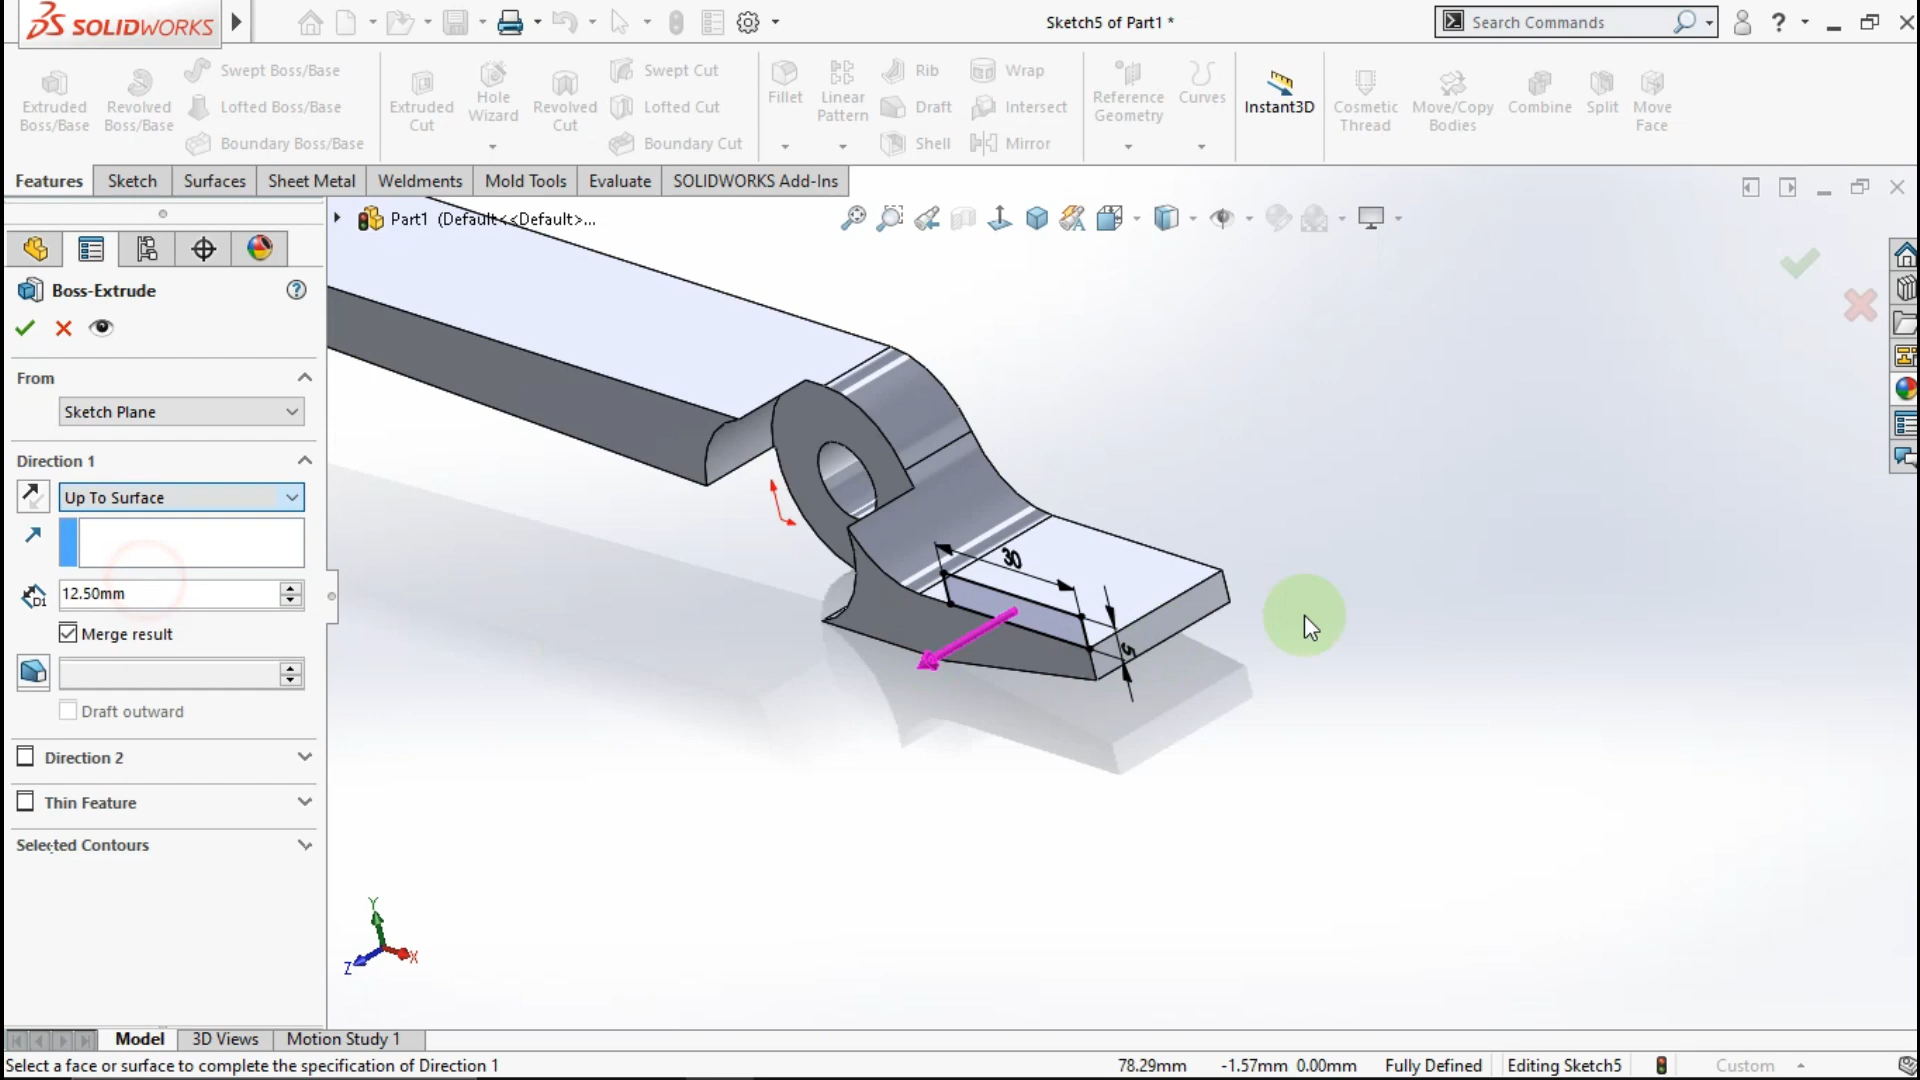 SOLIDWORKS
Sketch5 of Part1 *
Search Commands
?
Extruded
Boss/Base
Revolved
Boss/Base
Swept Boss/Base
Lofted Boss/Base
Boundary Boss/Base
Extruded
Cut
Hole
Wizard
Revolved
Cut
Swept Cut
Lofted Cut
Boundary Cut
Fillet
Linear
Pattern
Rib
Draft
Shell
Wrap
Intersect
Mirror
Reference
Geometry
Curves
Instant3D
Cosmetic
Thread
Move/Copy
Bodies
Combine
Split
Move
Face
Features
Sketch
Surfaces
Sheet Metal
Weldments
Mold Tools
Evaluate
SOLIDWORKS Add-Ins
Part1 (Default<<Default>...
Boss-Extrude
?
From
Sketch Plane
Direction 1
Up To Surface
D1
12.50mm
Merge result
Draft outward
Direction 2
Thin Feature
Selected Contours
30
5
Y
X
Z
Model
3D Views
Motion Study 1
Select a face or surface to complete the specification of Direction 1
78.29mm
-1.57mm
0.00mm
Fully Defined
Editing Sketch5
Custom